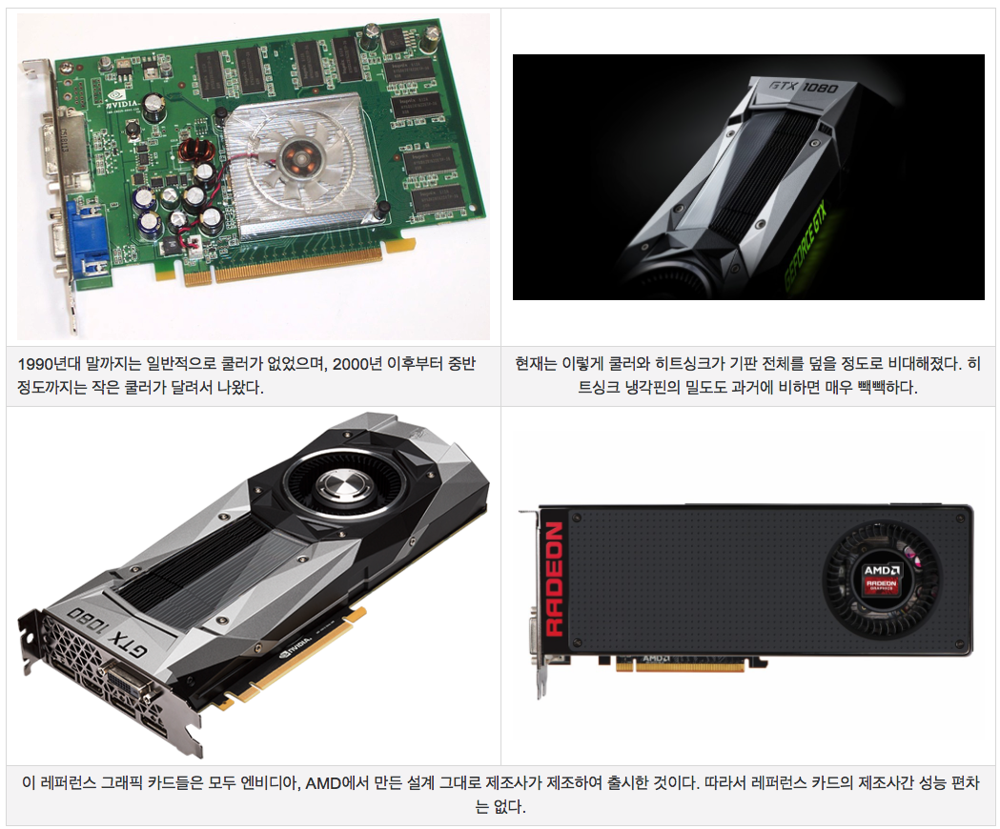 NVIDIA
GTX 1080
GEFORCE GTX
1990년대 말까지는 일반적으로 쿨러가 없었으며, 2000년 이후부터 중반
정도까지는 작은 쿨러가 달려서 나왔다.
현재는 이렇게 쿨러와 히트싱크가 기판 전체를 덮을 정도로 비대해졌다. 히
트싱크 냉각핀의 밀도도 과거에 비하면 매우 빽빽하다.
GTX 1080
NVIDIA
RADEON
AMD
RADEON
GRAPHICS
AMD
이 레퍼런스 그래픽 카드들은 모두 엔비디아, AMD에서 만든 설계 그대로 제조사가 제조하여 출시한 것이다. 따라서 레퍼런스 카드의 제조사간 성능 편차
는 없다.